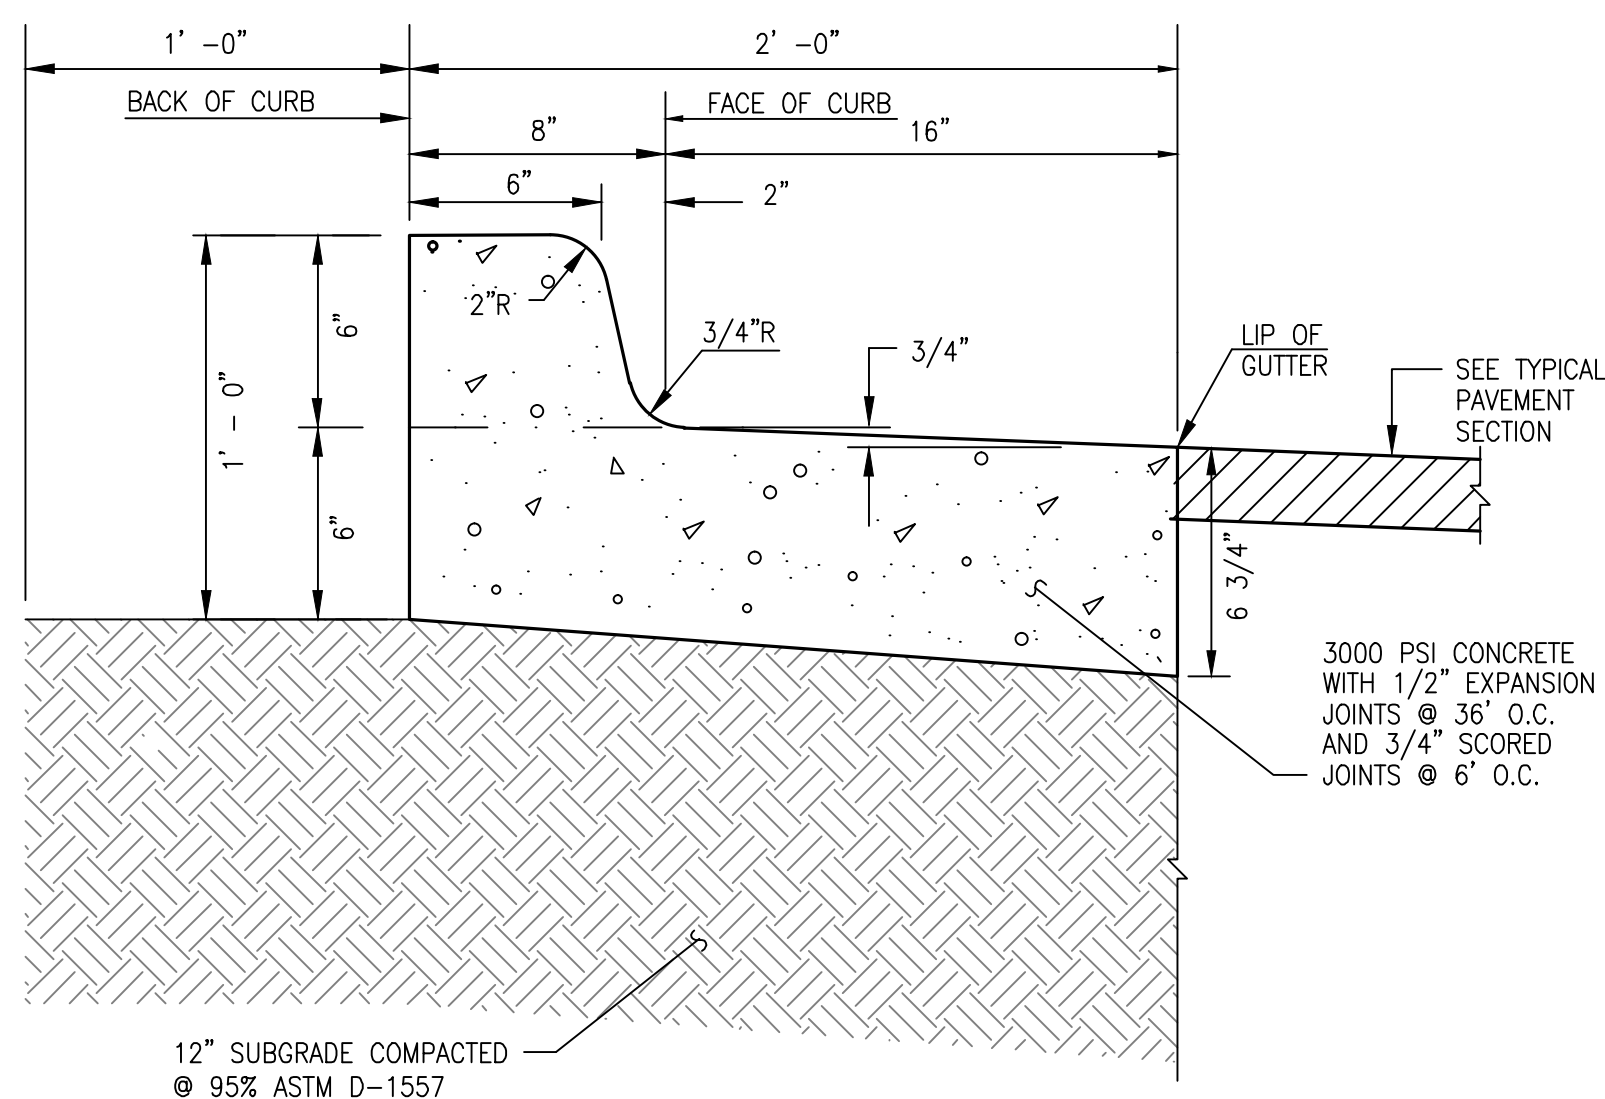 1' -0"
2' -0"
BACK OF CURB
FACE OF CURB
8"
16"
6"
2"
2"R
6"
3/4"R
3/4"
LIP OF
GUTTER
SEE TYPICAL
PAVEMENT
SECTION
1' - 0"
6"
6 3/4"
3000 PSI CONCRETE
WITH 1/2" EXPANSION
JOINTS @ 36' O.C.
AND 3/4" SCORED
JOINTS @ 6' O.C.
12" SUBGRADE COMPACTED
@ 95% ASTM D-1557